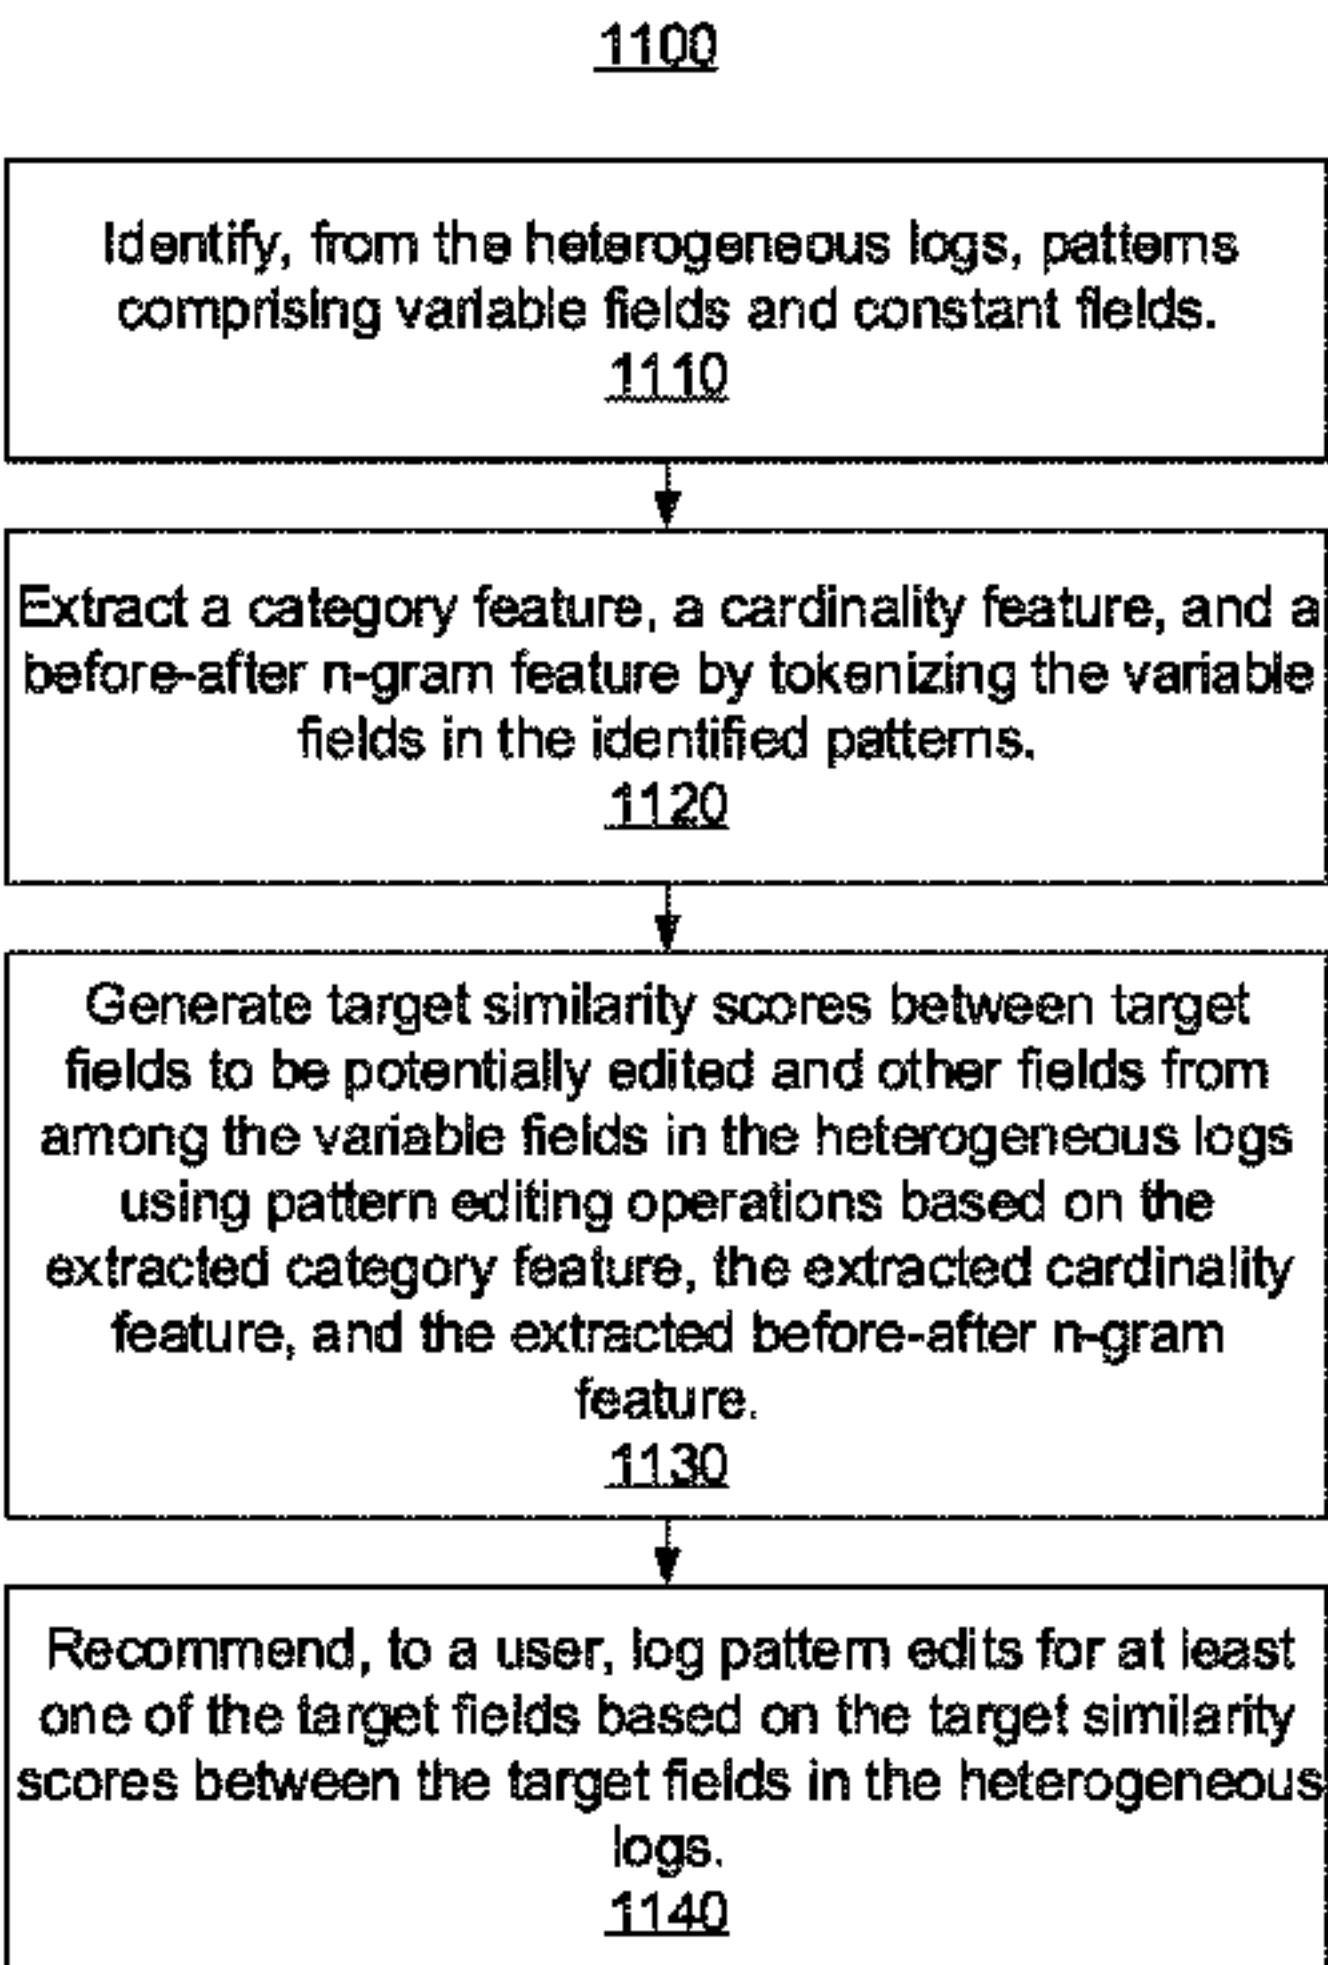 1100
Identify, from the heterogeneous logs, patterns
comprising variable fields and constant fields.
1110
Extract a category feature, a cardinality feature, and a
before-after n-gram feature by tokenizing the variable
fields in the identified patterns.
1120
Generate target similarity scores between target
fields to be potentially edited and other fields from
among the variable fields in the heterogeneous logs
using pattern editing operations based on the
extracted category feature, the extracted cardinality
feature, and the extracted before-after n-gram
feature.
1130
Recommend, to a user, log pattern edits for at least
one of the target fields based on the target similarity
scores between the target fields in the heterogeneous
logs.
1140